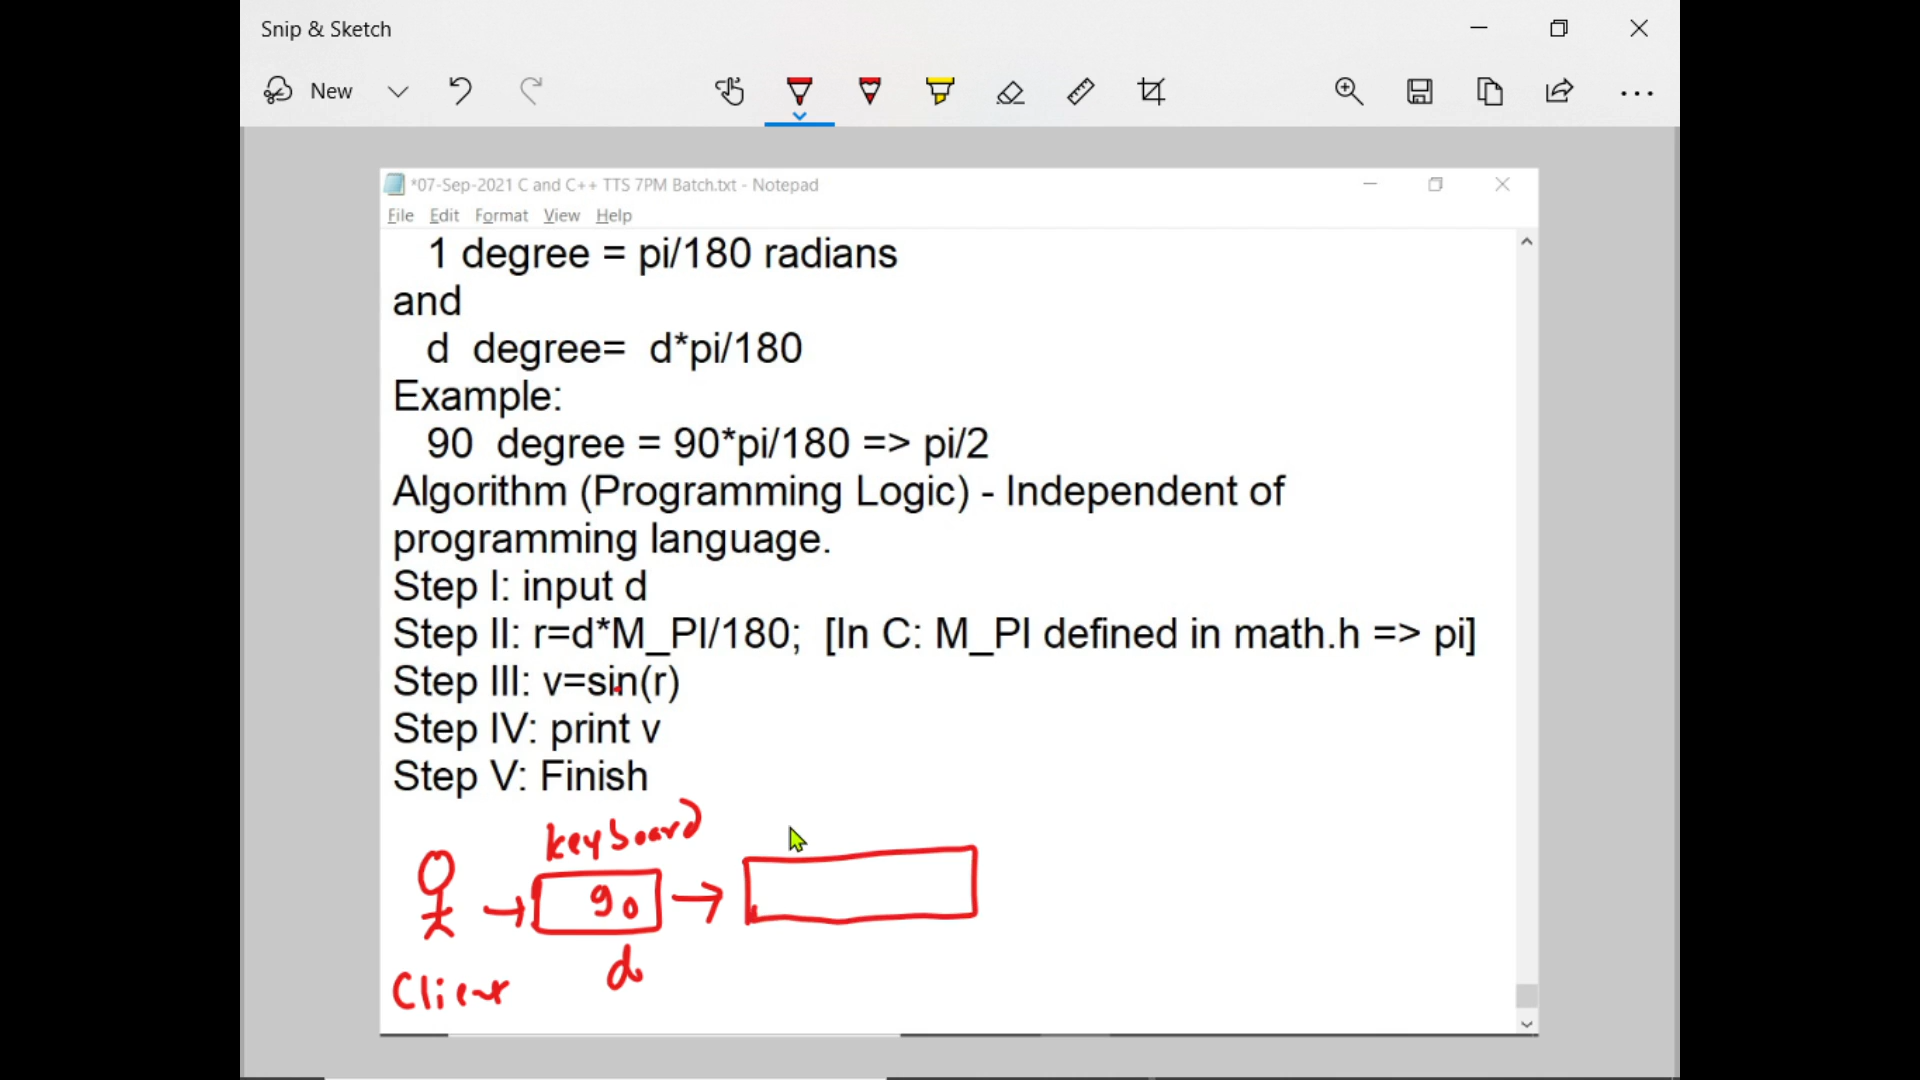 Snip & Sketch
New
*07-Sep-2021 C and C++ TTS 7PM Batch.txt - Notepad
File Edit Format View Help
1 degree = pi/180 radians
and
d degree= d*pi/180
Example:
90 degree = 90*pi/180 => pi/2
Algorithm (Programming Logic) - Independent of
programming language.
Step I: input d
Step II: r=d*M_PI/180; [In C: M_PI defined in math.h => pi]
Step III: v=sin(r)
Step IV: print v
Step V: Finish
keyboard
90
d
Client